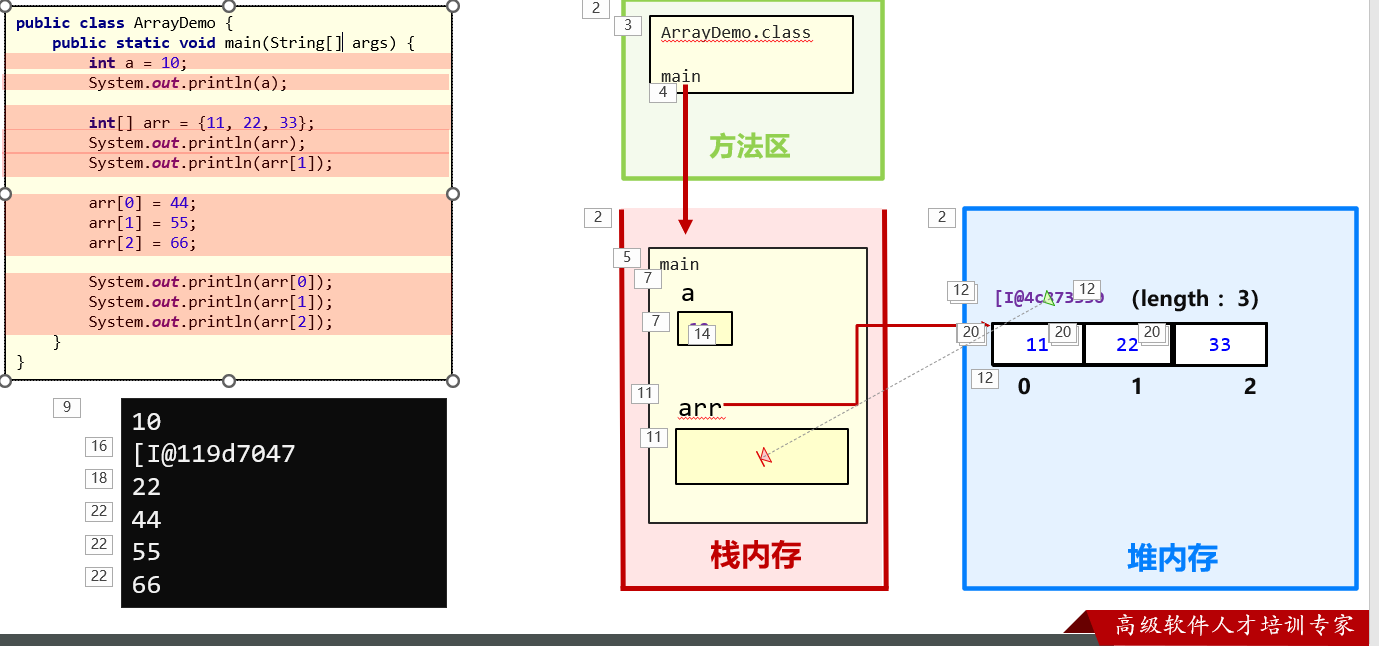 public class ArrayDemo {
public static void main(String[] args) {
int a = 10;
System.out.println(a);
int[] arr = {11, 22, 33};
System.out.println(arr);
System.out.println(arr[1]);
arr[0] = 44;
arr[1] = 55;
arr[2] = 66;
System.out.println(arr[0]);
System.out.println(arr[1]);
System.out.println(arr[2]);
}
}
9
10
16
[I@119d7047
18
22
22
44
22
55
22
66
2
3
ArrayDemo.class
main
4
方法区
2
5
main
7
a
7
14
11
arr
11
栈内存
2
12
12
(length : 3)
20
20
20
11
22
33
12
0
1
2
堆内存
高级软件人才培训专家